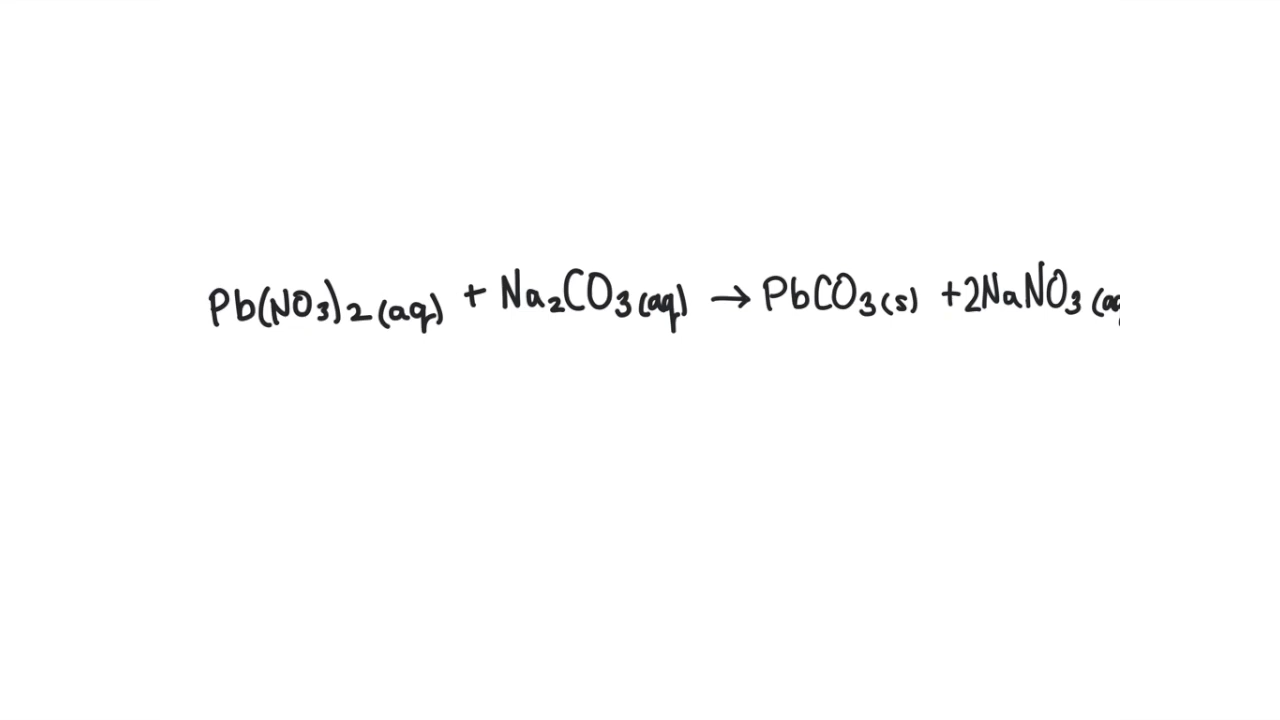 Pb(NO₃)₂(aq) + Na₂CO₃(aq) → PbCO₃(s) +2NaNO₃(a